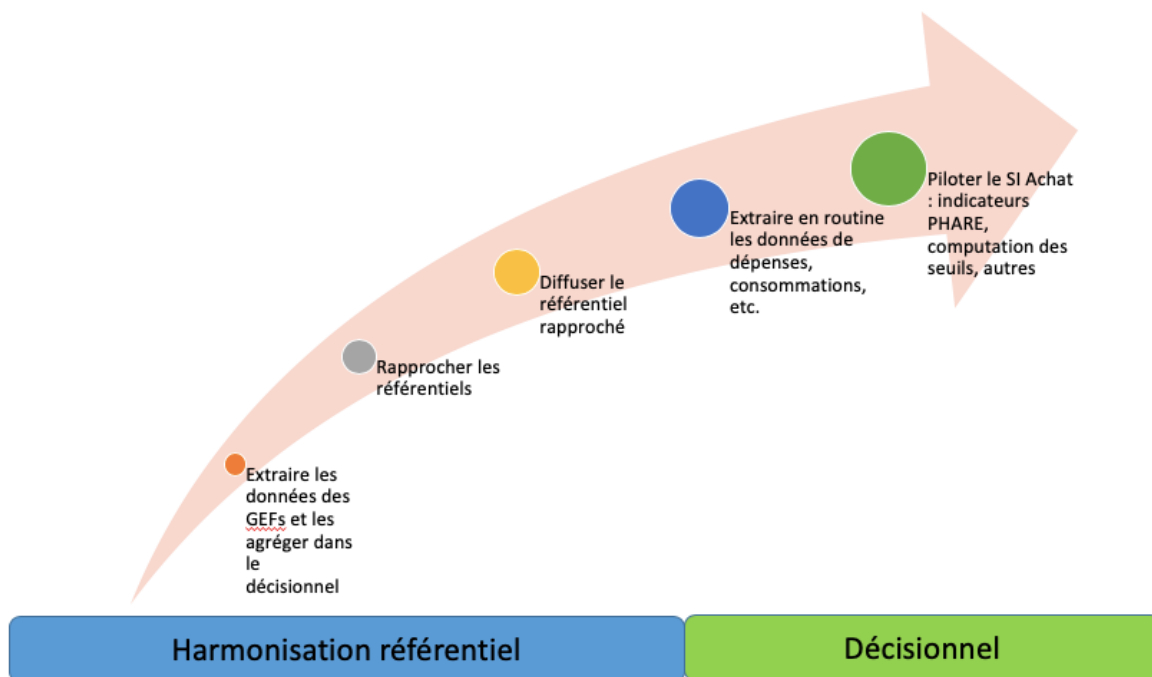 Piloter le SI Achat
: indicateurs
PHARE,
computation des
seuils, autres
Extraire en routine
les données de
dépenses,
consommations,
etc.
Diffuser le
référentiel
rapproché
Rapprocher les
référentiels
Extraire les
données des
GEFs et les
agréger dans
le
décisionnel
Harmonisation référentiel
Décisionnel